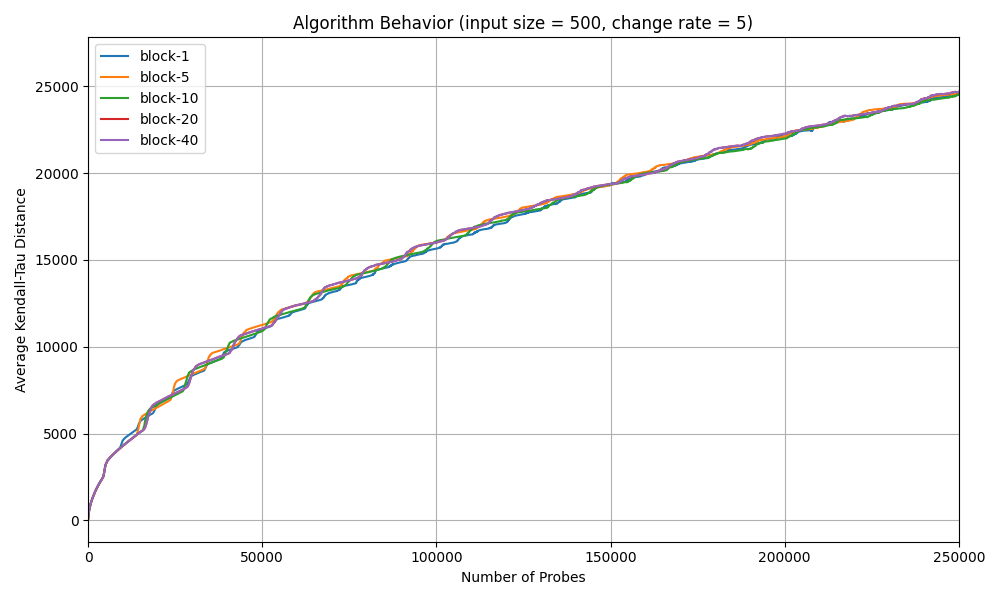 Algorithm Behavior (input size = 500, change rate = 5)
block-1
block-5
block-10
block-20
block-40
25000
20000
15000
10000
5000
0
Average Kendall-Tau Distance
0 50000 100000 150000 200000 250000
Number of Probes